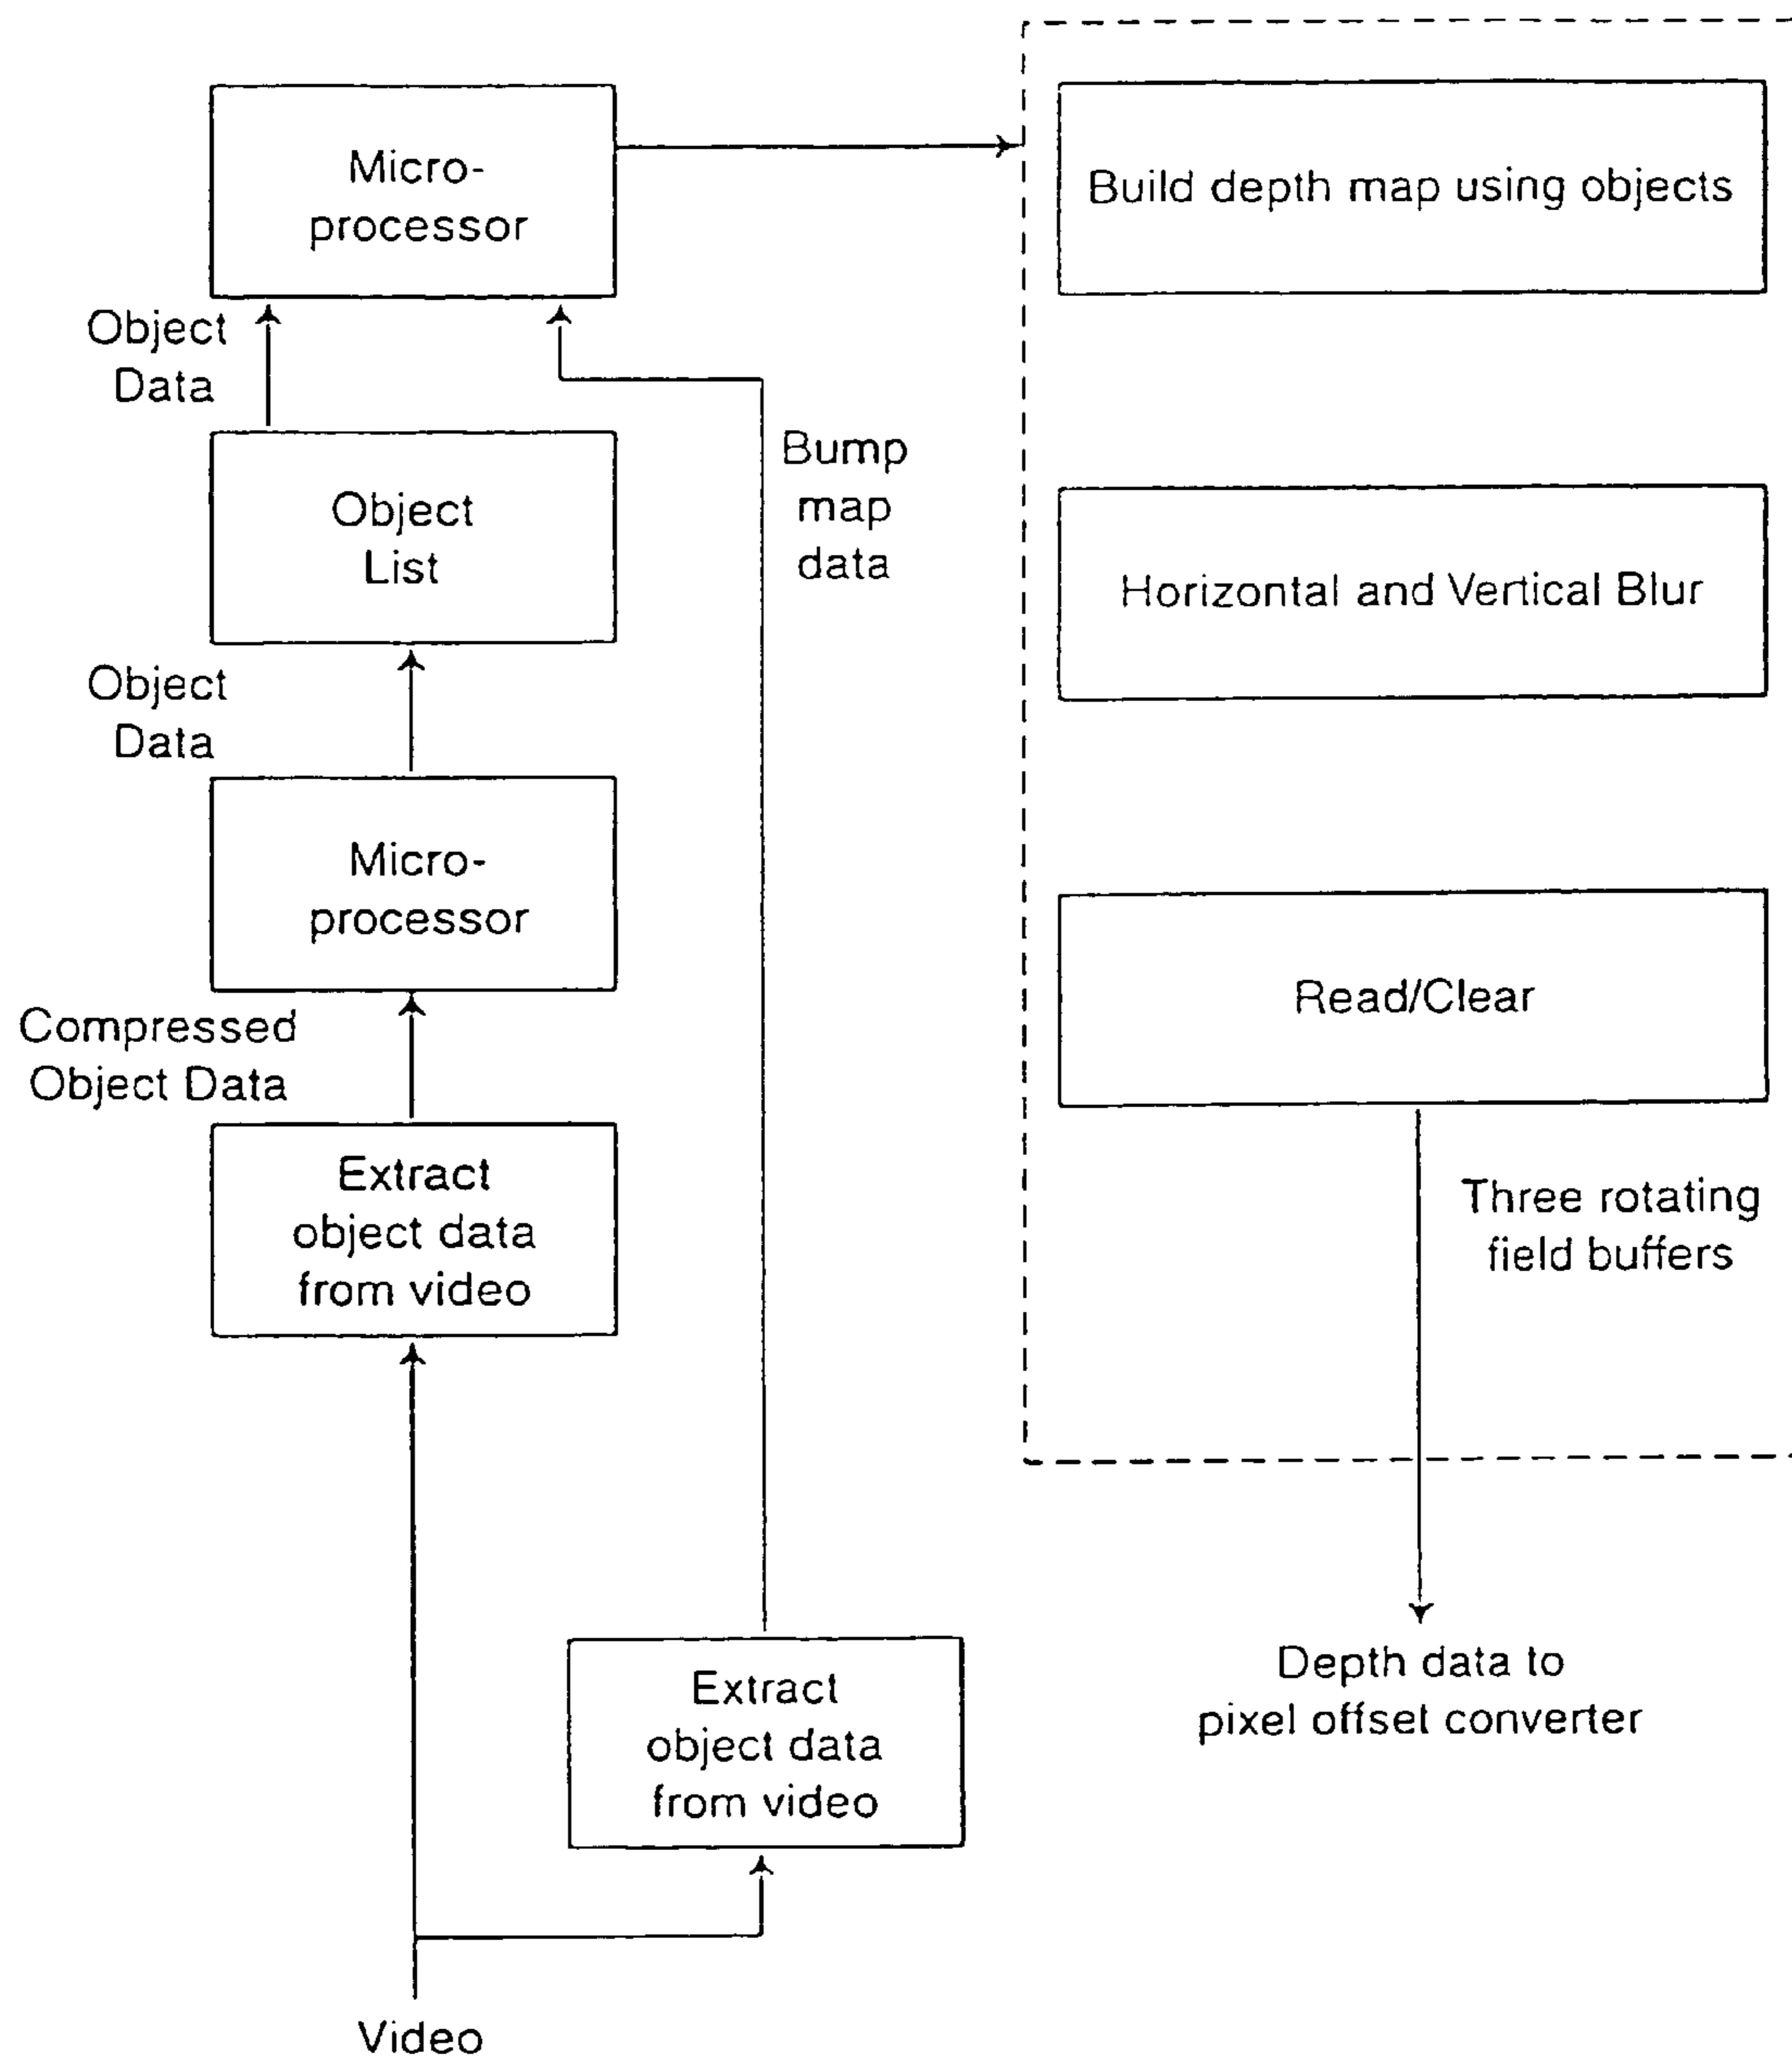 Micro-
processor
Build depth map using objects
Object
Data
Object
List
Bump
map
data
Horizontal and Vertical Blur
Object
Data
Micro-
processor
Read/Clear
Compressed
Object Data
Extract
object data
from video
Three rotating
field buffers
Extract
object data
from video
Depth data to
pixel offset converter
Video